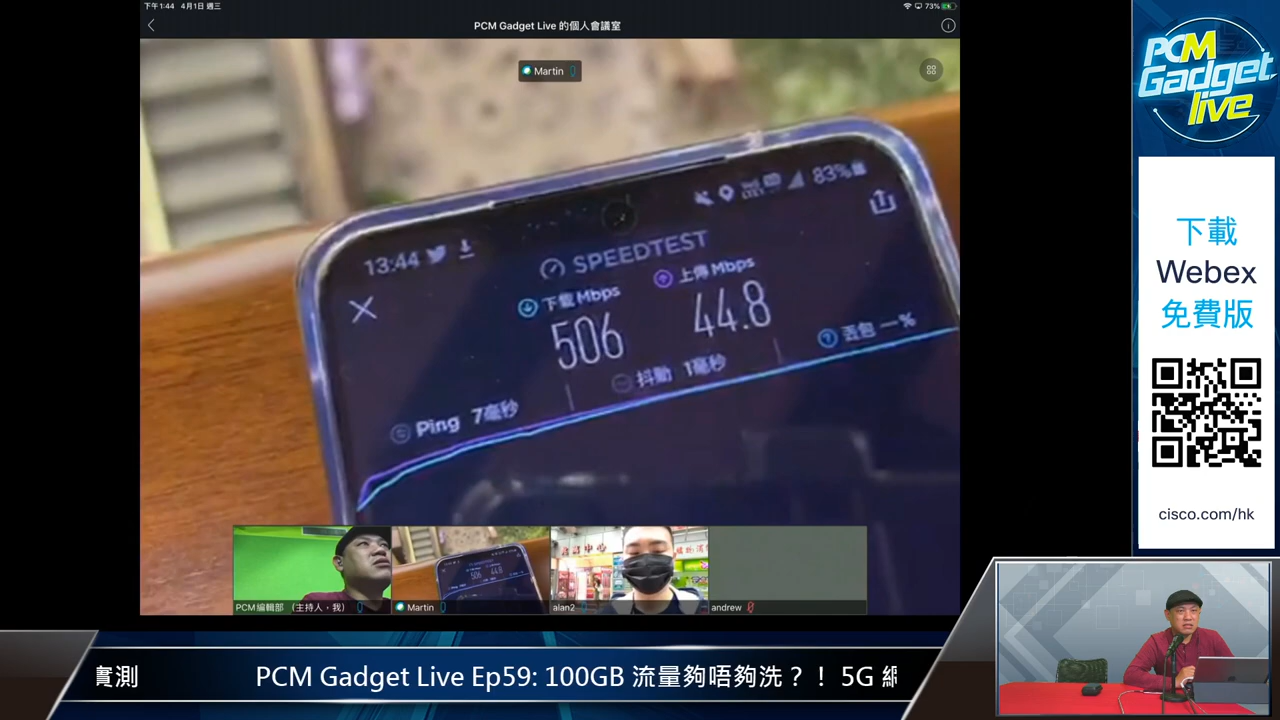 下午1:44 4月1日 週三
73%
PCM Gadget Live 的個人會議室
Martin
83%
13:44
SPEEDTEST
下載 Mbps
上傳 Mbps
506
44.8
Ping 7毫秒
抖動 1毫秒
丟包 一%
PCM編輯部 （主持人，我）
Martin
alan2
andrew
PCM
Gadget
live
下載
Webex
免費版
cisco.com/hk
實測
PCM Gadget Live Ep59: 100GB 流量夠唔夠洗？！ 5G 網